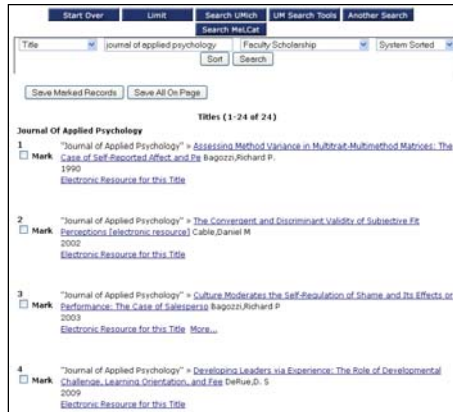 Start Over Limit Search UMich UM Search Tools Another Search
Search MeLCat
Title journal of applied psychology Faculty Scholarship System Sorted
Sort Search
Save Marked Records Save All On Page
Titles (1-24 of 24)
Journal Of Applied Psychology
1 "Journal of Applied Psychology" » Assessing Method Variance in Multitrait-Multimethod Matrices: The
Mark Case of Self-Reported Affect and Pe Bagozzi,Richard P.
1990
Electronic Resource for this Title
2 "Journal of Applied Psychology" » The Convergent and Discriminant Validity of Subjective Fit
Mark Perceptions [electronic resource] Cable,Daniel M
2002
Electronic Resource for this Title
3 "Journal of Applied Psychology" » Culture Moderates the Self-Regulation of Shame and Its Effects on
Mark Performance: The Case of Salesperso Bagozzi,Richard P
2003
Electronic Resource for this Title More...
4 "Journal of Applied Psychology" » Developing Leaders via Experience: The Role of Developmental
Mark Challenge, Learning Orientation, and Fee DeRue,D. S
2009
Electronic Resource for this Title